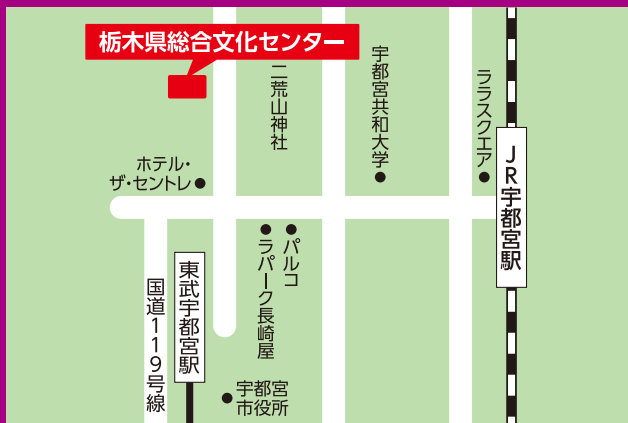 栃木県総合文化センター
二荒山神社
宇都宮共和大学
ララスクエア
ホテル・
ザ・セントレ
JR宇都宮駅
パルコ
ラパーク長崎屋
東武宇都宮駅
国道119号線
宇都宮
市役所